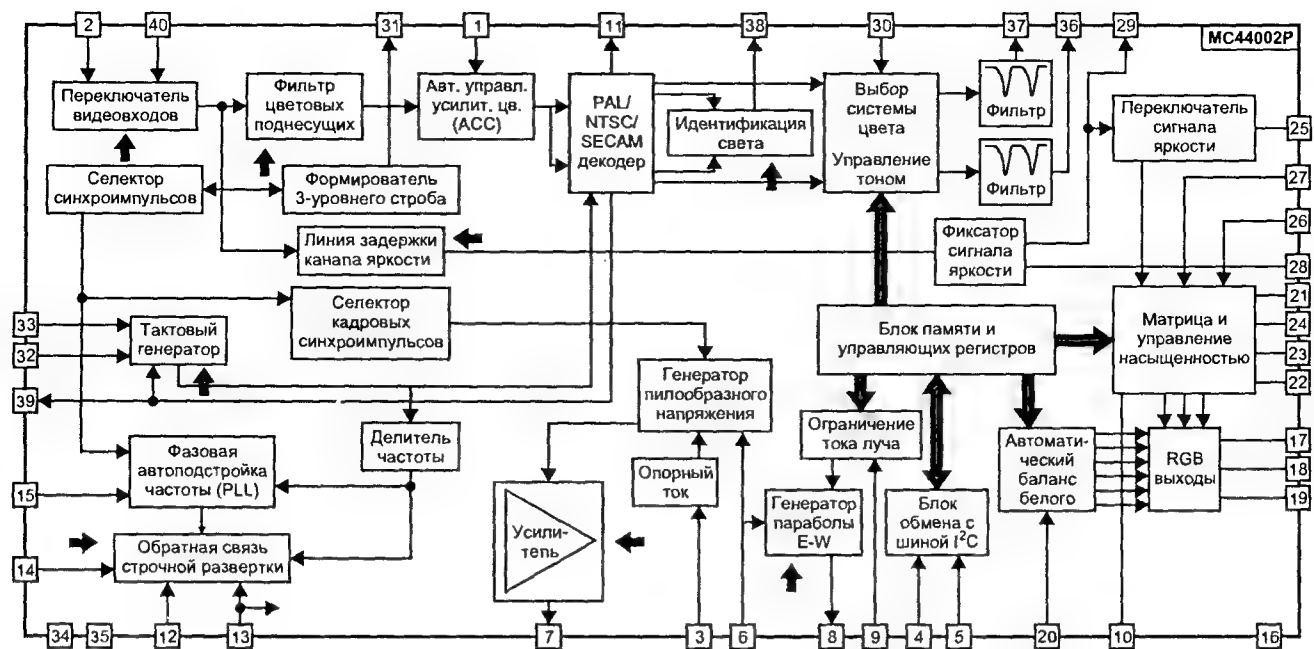 2
40
31
1
11
38
30
37
36
29
MC44002P
Переключатель
видеовходов
Фильтр
цветовых
поднесущих
Авт. управл.
усилит. цв.
(ACC)
PAL/
NTSC/
SECAM
декодер
Идентификация
света
Выбор
системы
цвета
Управление
тоном
Фильтр
Фильтр
Переключатель
сигнала
яркости
25
27
26
28
Селектор
синхроимпульсов
Формирователь
3-уровнего строба
Линия задержки
канала яркости
Фиксатор
сигнала
яркости
Селектор
кадровых
синхроимпульсов
33
32
39
Тактовый
генератор
Генератор
пилообразного
напряжения
Блок памяти и
управляющих регистров
Матрица и
управление
насыщенностью
21
24
23
22
Делитель
частоты
Фазовая
автоподстройка
частоты (PLL)
15
Опорный
ток
Ограничение
тока луча
Автомати-
ческий
баланс
белого
RGB
выходы
17
18
19
Усили-
тель
Генератор
параболы
E-W
Блок
обмена с
шиной I²C
14
Обратная связь
строчной развертки
34
35
12
13
7
3
6
8
9
4
5
20
10
16